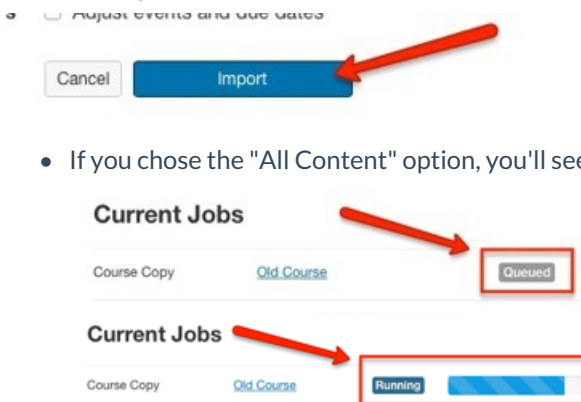 s Adjust events and due dates
Cancel Import
• If you chose the "All Content" option, you'll see
Current Jobs
Course Copy Old Course Queued
Current Jobs
Course Copy Old Course Running